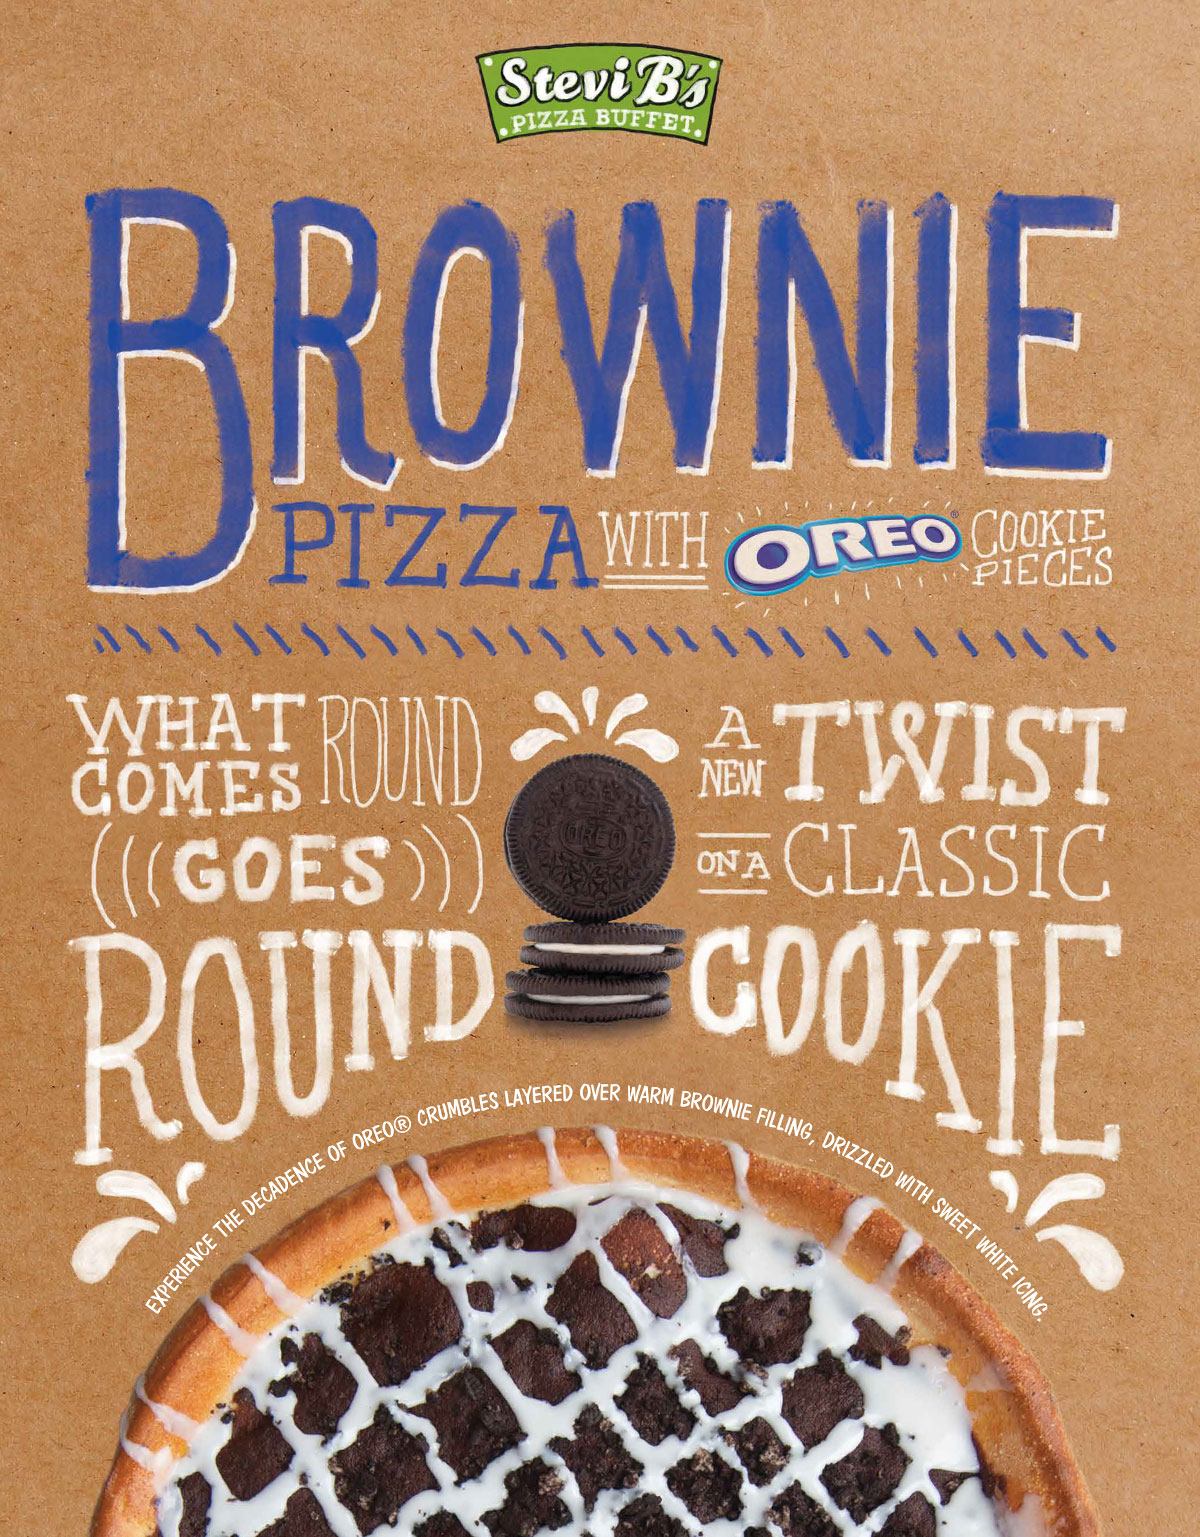 Stevi B's
PIZZA BUFFET
BROWNIE
PIZZA WITH OREO® COOKIE PIECES
WHAT COMES ROUND
GOES
ROUND
OREO
A NEW TWIST
ON A CLASSIC
COOKIE
EXPERIENCE THE DECADENCE OF OREO® CRUMBLES LAYERED OVER WARM BROWNIE FILLING, DRIZZLED WITH SWEET WHITE ICING.